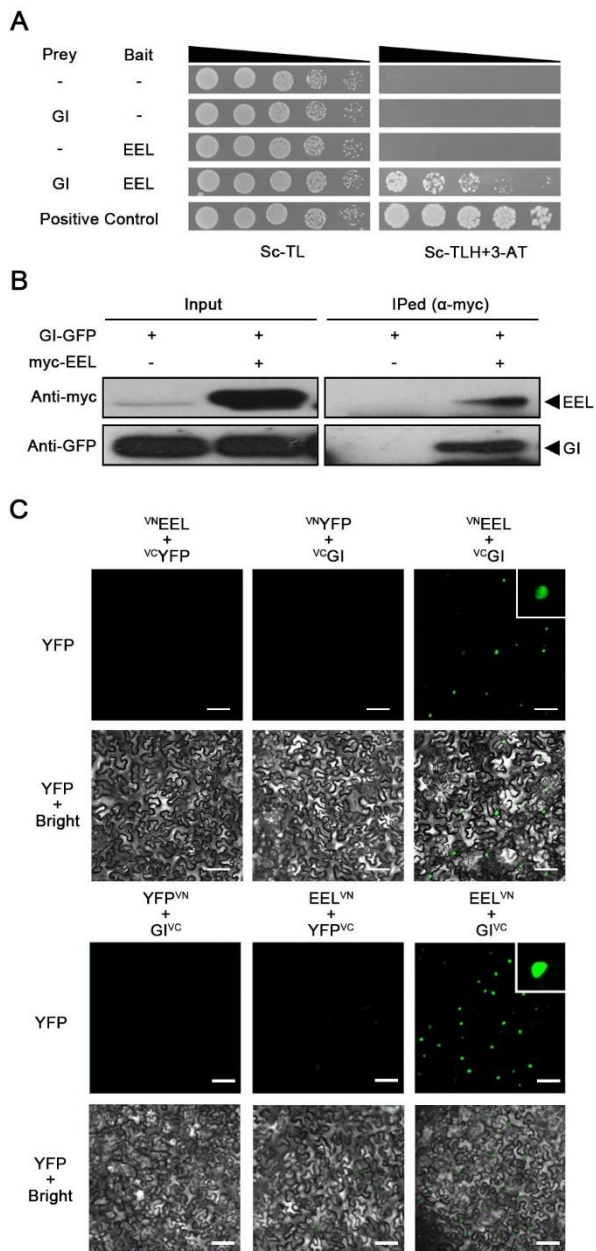 A
Prey Bait
- -
GI -
- EEL
GI EEL
Positive Control
Sc-TL Sc-TLH+3-AT
B
Input IPed (α-myc)
GI-GFP + + + +
myc-EEL - + - +
Anti-myc EEL
Anti-GFP GI
C
VNEEL + VCYFP
VNYFP + VCGI
VNEEL + VCGI
YFP
YFP + Bright
YFPVN + GIVC
EELVN + YFPVC
EELVN + GIVC
YFP
YFP + Bright